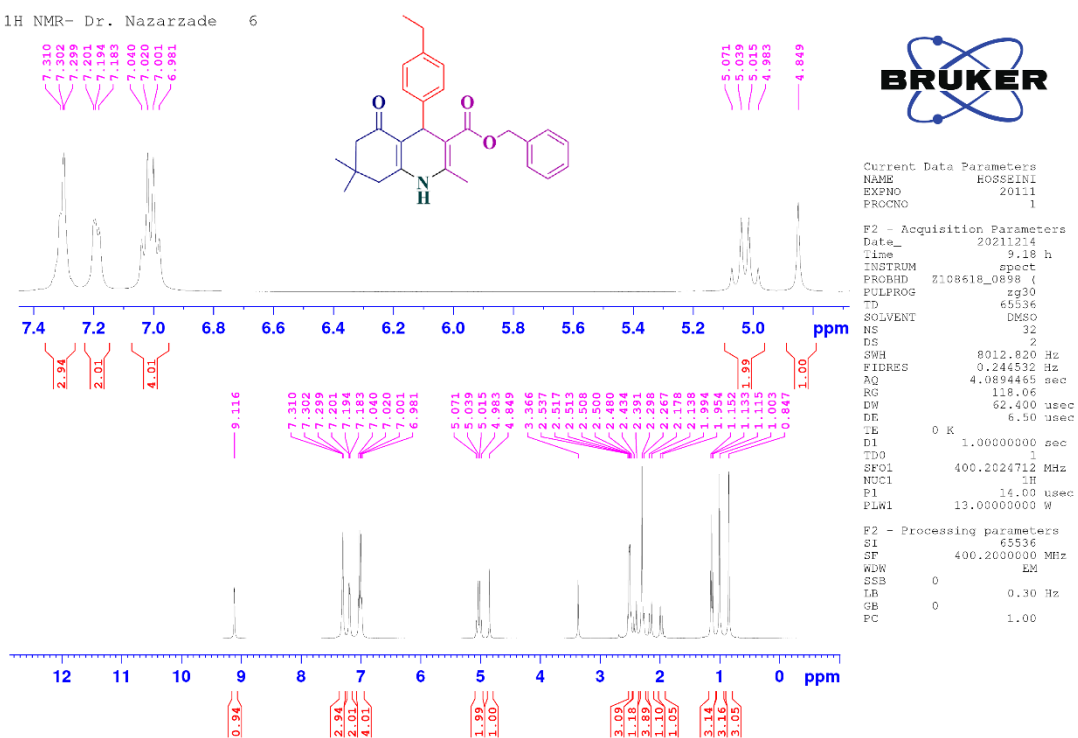 1H NMR- Dr. Nazarzade 6
7.310
7.302
7.299
7.201
7.194
7.183
7.040
7.020
7.001
6.981
5.071
5.039
5.015
4.983
4.849
O
O
O
N
H
BRUKER
7.4 7.2 7.0 6.8 6.6 6.4 6.2 6.0 5.8 5.6 5.4 5.2 5.0 ppm
2.94
2.01
4.01
1.99
1.00
9.116
7.310
7.302
7.299
7.201
7.194
7.183
7.040
7.020
7.001
6.981
5.071
5.039
5.015
4.983
4.849
3.366
2.537
2.517
2.513
2.508
2.500
2.480
2.434
2.391
2.298
2.267
2.178
2.138
1.994
1.954
1.152
1.133
1.115
1.003
0.847
12 11 10 9 8 7 6 5 4 3 2 1 0 ppm
0.94
2.94
2.01
4.01
1.99
1.00
3.09
1.18
3.89
1.10
1.05
3.14
3.16
3.05
Current Data Parameters
NAME HOSSEINI
EXPNO 20111
PROCNO 1
F2 - Acquisition Parameters
Date_ 20211214
Time 9.18 h
INSTRUM spect
PROBHD Z108618_0898 (
PULPROG zg30
TD 65536
SOLVENT DMSO
NS 32
DS 2
SWH 8012.820 Hz
FIDRES 0.244532 Hz
AQ 4.0894465 sec
RG 118.06
DW 62.400 usec
DE 6.50 usec
TE 0 K
D1 1.00000000 sec
TD0 1
SFO1 400.2024712 MHz
NUC1 1H
P1 14.00 usec
PLW1 13.00000000 W
F2 - Processing parameters
SI 65536
SF 400.2000000 MHz
WDW EM
SSB 0
LB 0.30 Hz
GB 0
PC 1.00